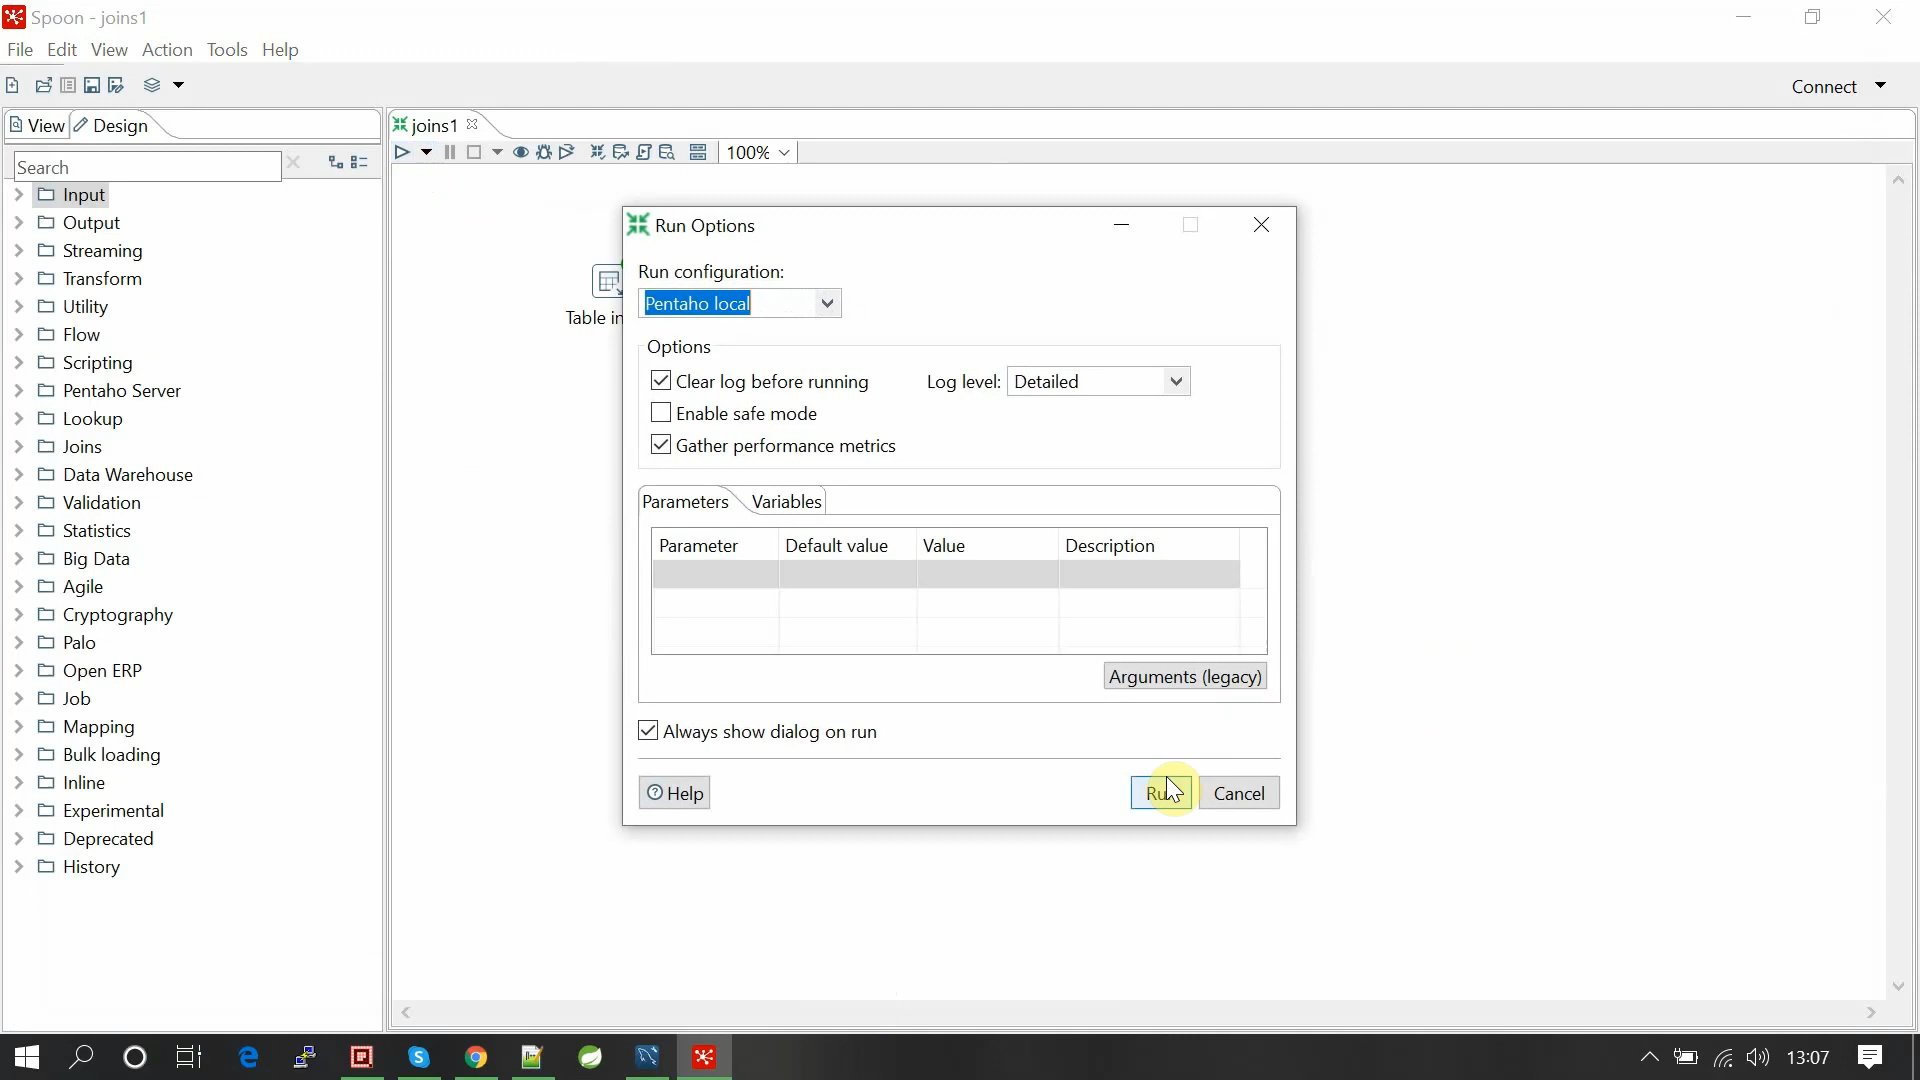 Spoon - joins1
File Edit View Action Tools Help
Connect
View Design
joins1
Search
100%
Input
Output
Streaming
Transform
Utility
Flow
Scripting
Pentaho Server
Lookup
Joins
Data Warehouse
Validation
Statistics
Big Data
Agile
Cryptography
Palo
Open ERP
Job
Mapping
Bulk loading
Inline
Experimental
Deprecated
History
Table in
Run Options
Run configuration:
Pentaho local
Options
Clear log before running Log level: Detailed
Enable safe mode
Gather performance metrics
Parameters Variables
Parameter Default value Value Description
Arguments (legacy)
Always show dialog on run
Help Ru Cancel
13:07